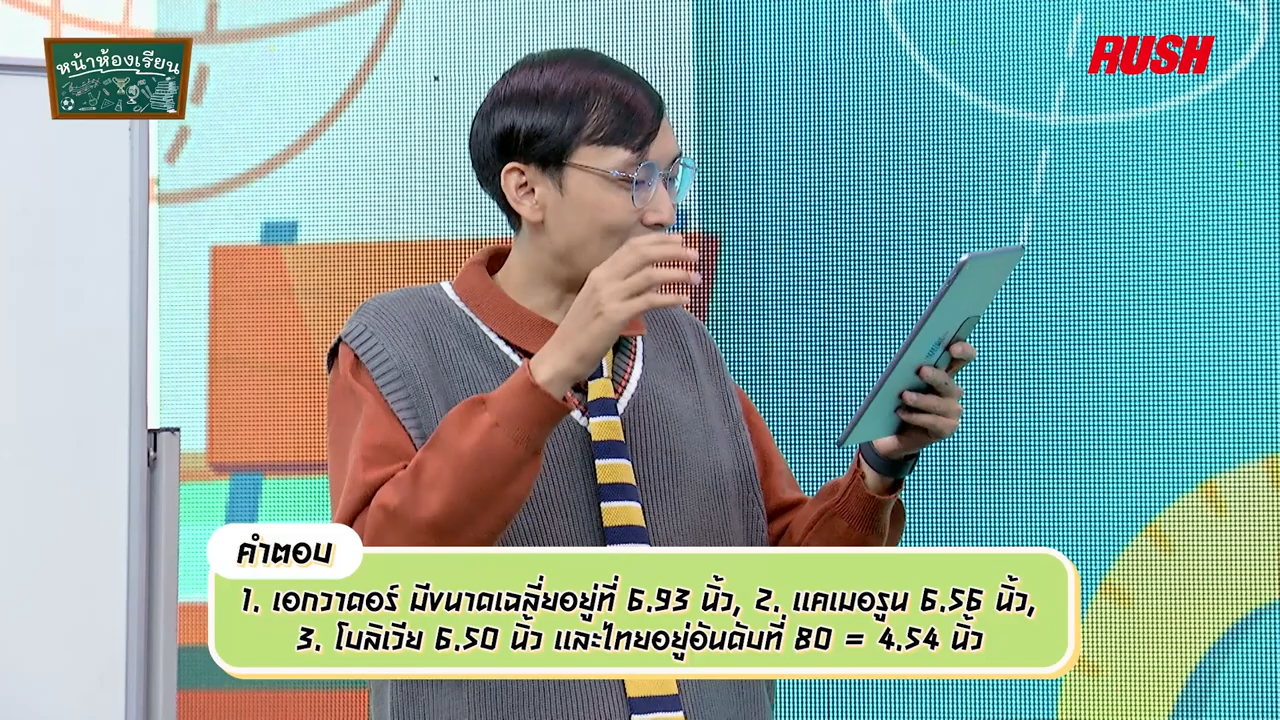 หน้าห้องเรียน
RUSH
คำตอบ
1. เอกวาดอร์ มีขนาดเฉลี่ยอยู่ที่ 6.93 นิ้ว, 2. แคเมอรูน 6.56 นิ้ว,
3. โบลิเวีย 6.50 นิ้ว และไทยอยู่อันดับที่ 80 = 4.54 นิ้ว